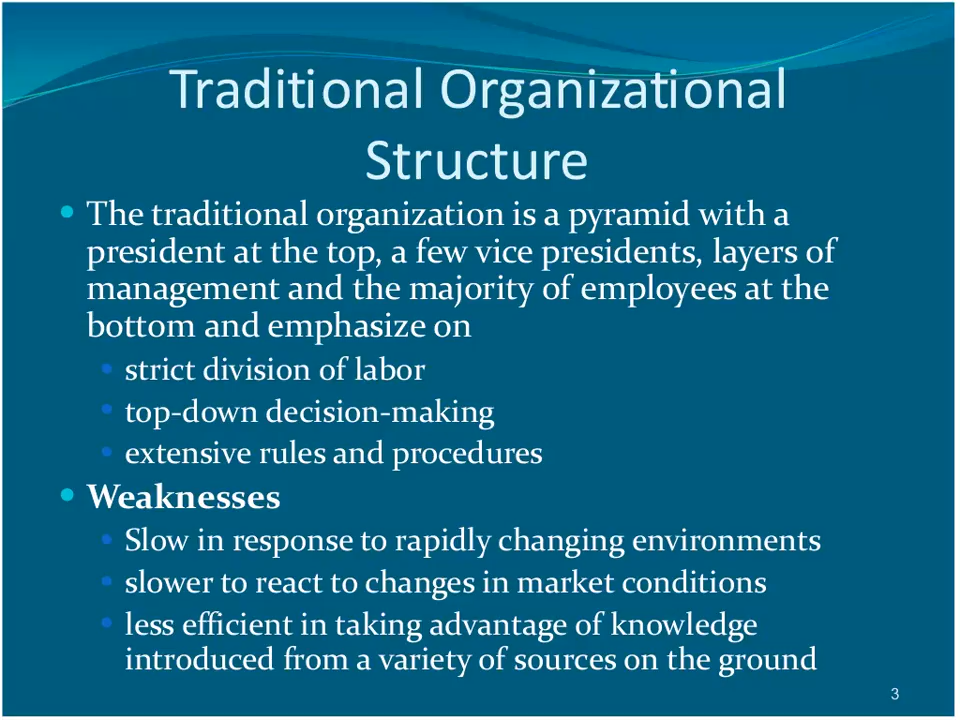 Traditional Organizational
Structure
• The traditional organization is a pyramid with a
president at the top, a few vice presidents, layers of
management and the majority of employees at the
bottom and emphasize on
• strict division of labor
• top-down decision-making
• extensive rules and procedures
• Weaknesses
• Slow in response to rapidly changing environments
• slower to react to changes in market conditions
• less efficient in taking advantage of knowledge
introduced from a variety of sources on the ground
3